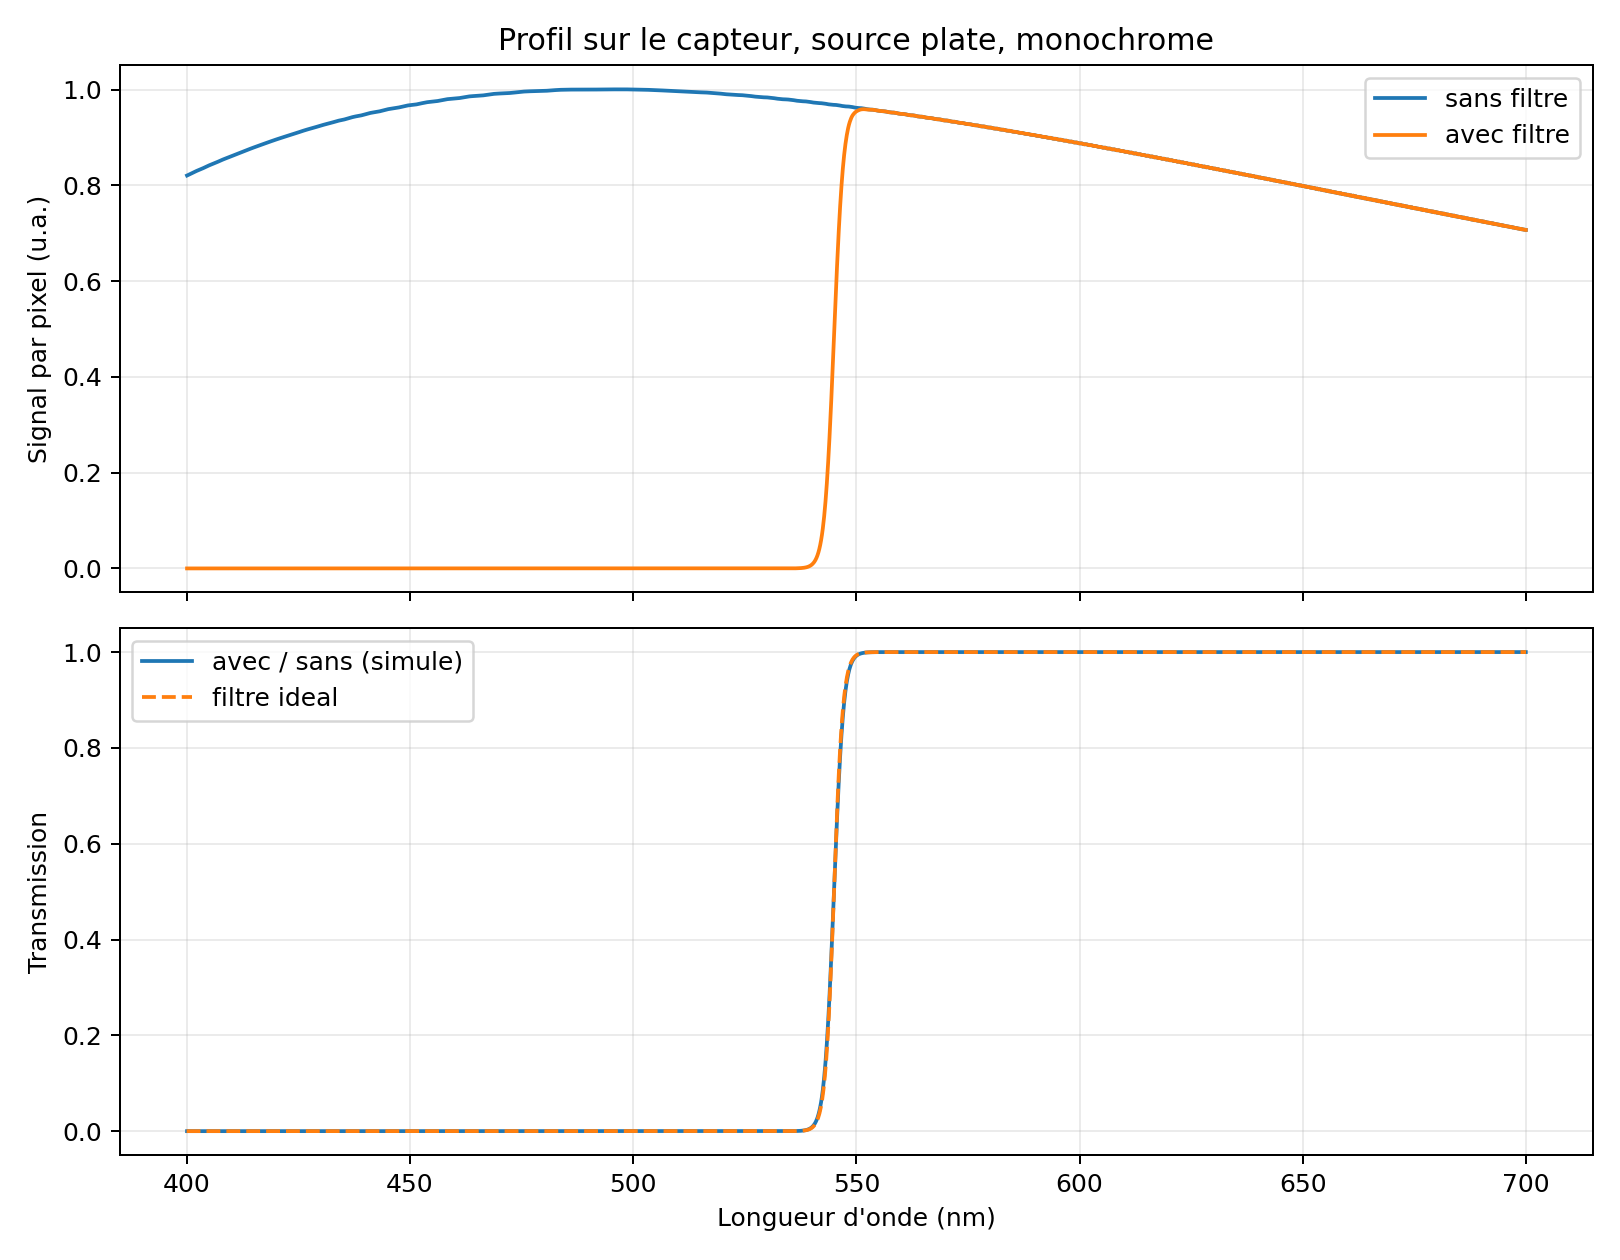 Profil sur le capteur, source plate, monochrome
Signal par pixel (u.a.)
1.0
0.8
0.6
0.4
0.2
0.0
sans filtre
avec filtre
Transmission
1.0
0.8
0.6
0.4
0.2
0.0
avec / sans (simule)
filtre ideal
400 450 500 550 600 650 700
Longueur d'onde (nm)